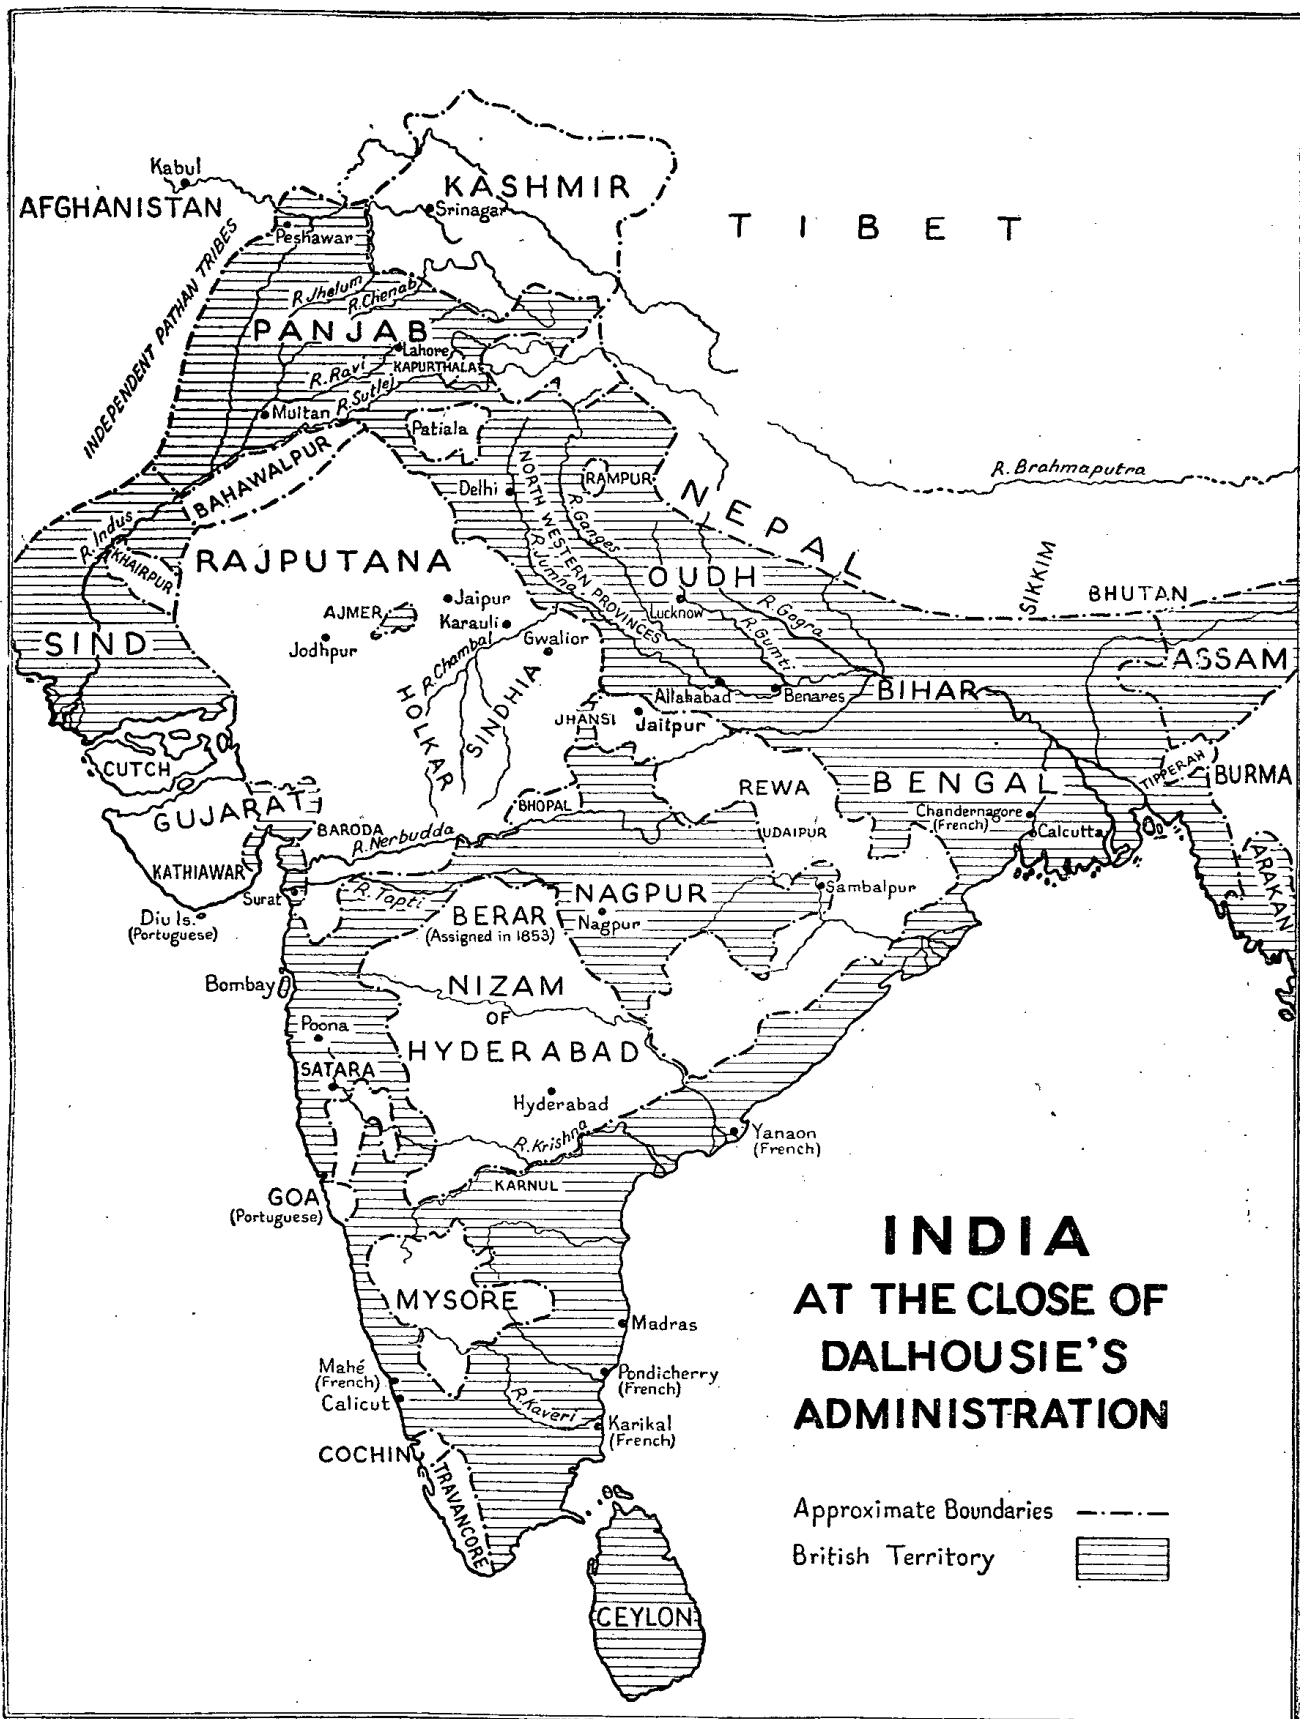 Kabul
AFGHANISTAN
KASHMIR
Srinagar
TIBET
Peshawar
INDEPENDENT PATHAN TRIBES
R. Jhelum
R. Chenab
PANJAB
Lahore
KAPURTHALA
R. Ravi
R. Sutlej
Multan
Patiala
BAHAWALPUR
Delhi
RAMPUR
R. Brahmaputra
NEPAL
NORTH WESTERN PROVINCES
R. Ganges
R. Jumna
R. Indus
KHAIRPUR
RAJPUTANA
OUDH
SIKKIM
BHUTAN
Jaipur
AJMER
Karauli
Lucknow
R. Gogra
R. Gumti
SIND
Jodhpur
R. Chambal
Gwalior
ASSAM
HOLKAR
SINDHIA
Allahabad
Benares
BIHAR
JHANSI
Jaitpur
CUTCH
TIPPERAH
BURMA
GUJARAT
BHOPAL
REWA
BENGAL
Chandernagore
(French)
BARODA
R. Nerbudda
UDAIPUR
Calcutta
KATHIAWAR
ARAKAN
Surat
R. Tapti
NAGPUR
Sambalpur
Diu Is.
(Portuguese)
BERAR
(Assigned in 1853)
Nagpur
Bombay
NIZAM
OF
HYDERABAD
Poona
SATARA
Hyderabad
R. Krishna
Yanaon
(French)
KARNUL
GOA
(Portuguese)
INDIA
AT THE CLOSE OF
DALHOUSIE'S
ADMINISTRATION
MYSORE
Madras
Mahé
(French)
Calicut
Pondicherry
(French)
R. Kaveri
Karikal
(French)
COCHIN
TRAVANCORE
CEYLON
Approximate Boundaries
British Territory